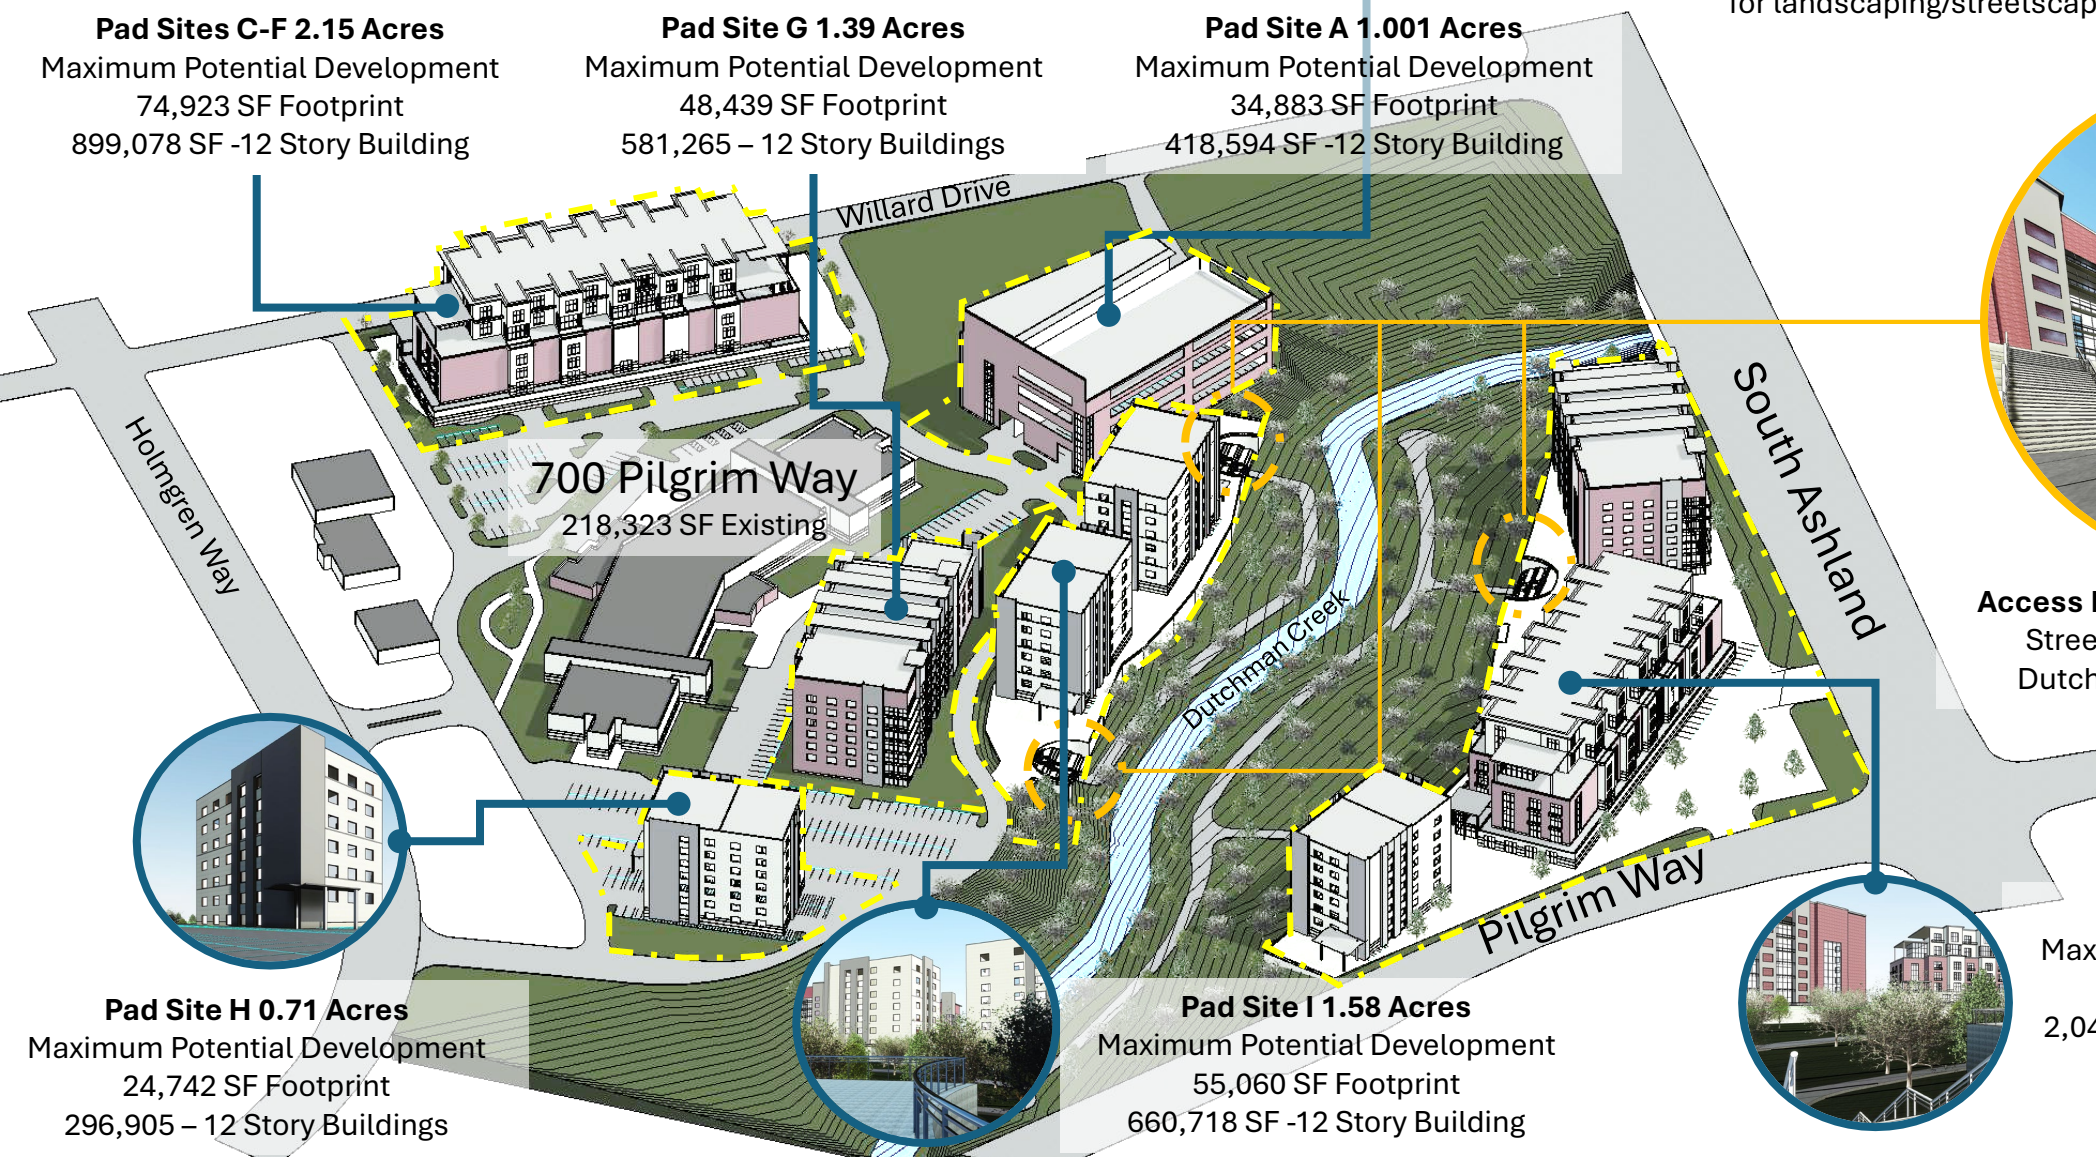 for landscaping/streetscap
Pad Sites C-F 2.15 Acres
Maximum Potential Development
74,923 SF Footprint
899,078 SF -12 Story Building
Pad Site G 1.39 Acres
Maximum Potential Development
48,439 SF Footprint
581,265 – 12 Story Buildings
Pad Site A 1.001 Acres
Maximum Potential Development
34,883 SF Footprint
418,594 SF -12 Story Building
Willard Drive
Holmgren Way
700 Pilgrim Way
218,323 SF Existing
South Ashland
Dutchman Creek
Access
Stree
Dutch
Pilgrim Way
Max
2,04
Pad Site H 0.71 Acres
Maximum Potential Development
24,742 SF Footprint
296,905 – 12 Story Buildings
Pad Site I 1.58 Acres
Maximum Potential Development
55,060 SF Footprint
660,718 SF -12 Story Building